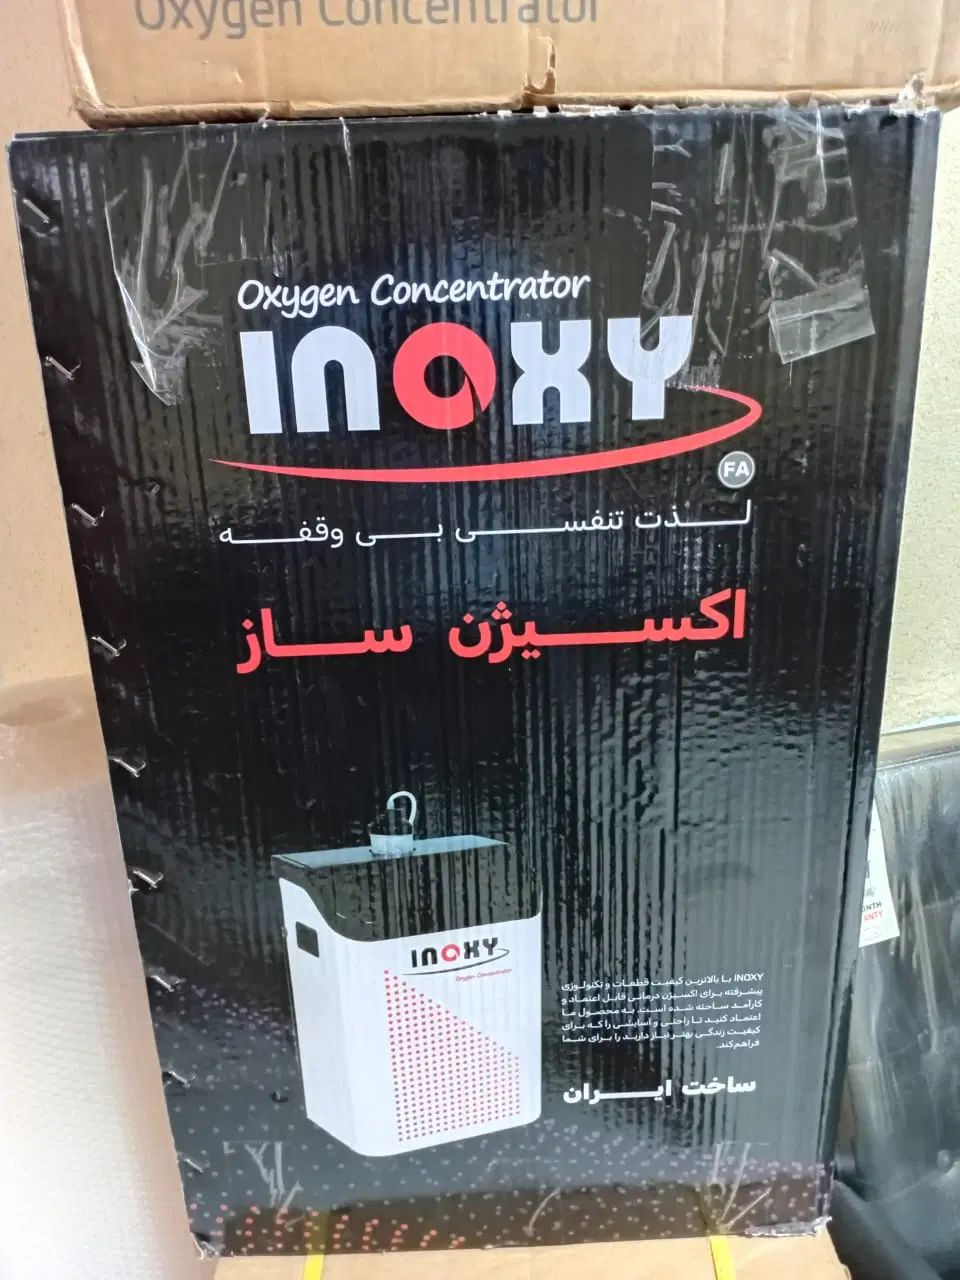 Oxygen Concentrator
Oxygen Concentrator
INOXY
FA
لذت تنفسی بی وقفه
اکسیژن ساز
INOXY
Oxygen Concentrator
INOXY با بالاترین کیفیت قطعات و تکنولوژی
پیشرفته برای اکسیژن درمانی قابل اعتماد و
کارآمد ساخته شده است. به محصول ما
اعتماد کنید تا راحتی و آسایشی را که برای
کیفیت زندگی بهتر نیاز دارید را برای شما
فراهم‌کند.
ساخت ایران